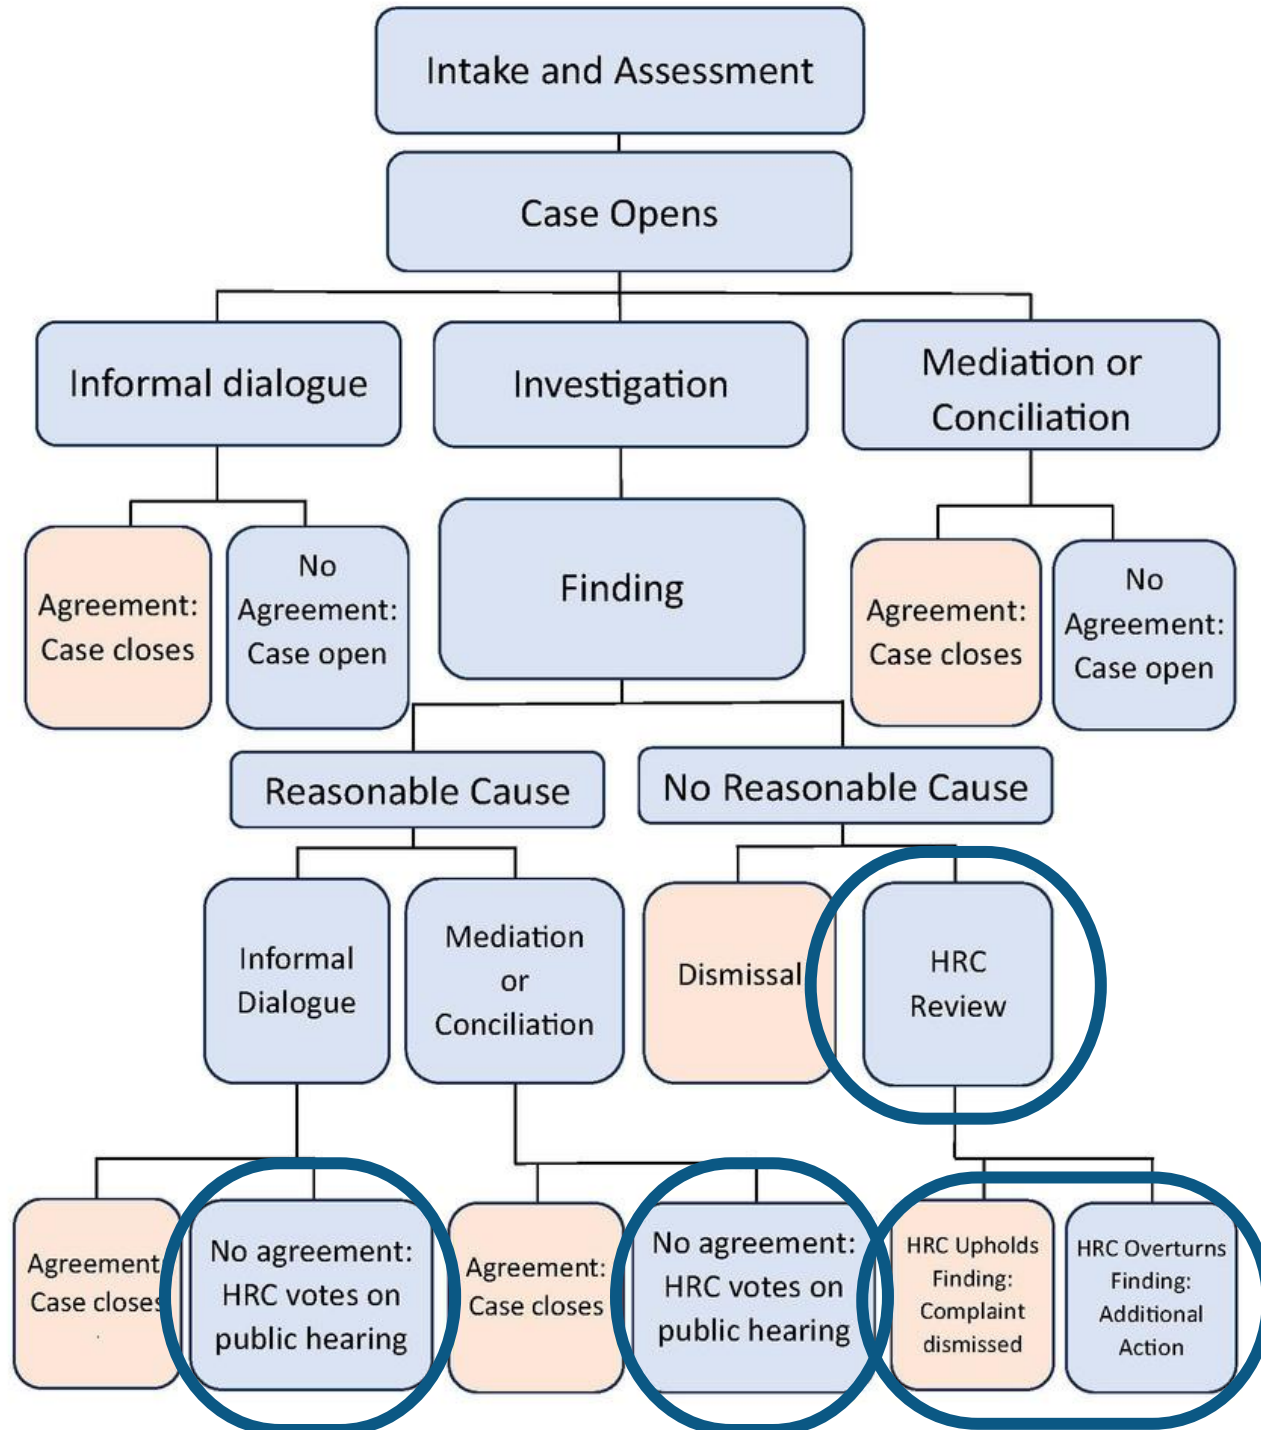 Intake and Assessment
Case Opens
Informal dialogue
Investigation
Mediation or
Conciliation
Agreement:
Case closes
No
Agreement:
Case open
Finding
Agreement:
Case closes
No
Agreement:
Case open
Reasonable Cause
No Reasonable Cause
Informal
Dialogue
Mediation
or
Conciliation
Dismissal
HRC
Review
Agreement:
Case closes
.
No agreement:
HRC votes on
public hearing
Agreement:
Case closes
No agreement:
HRC votes on
public hearing
HRC Upholds
Finding:
Complaint
dismissed
HRC Overturns
Finding:
Additional
Action